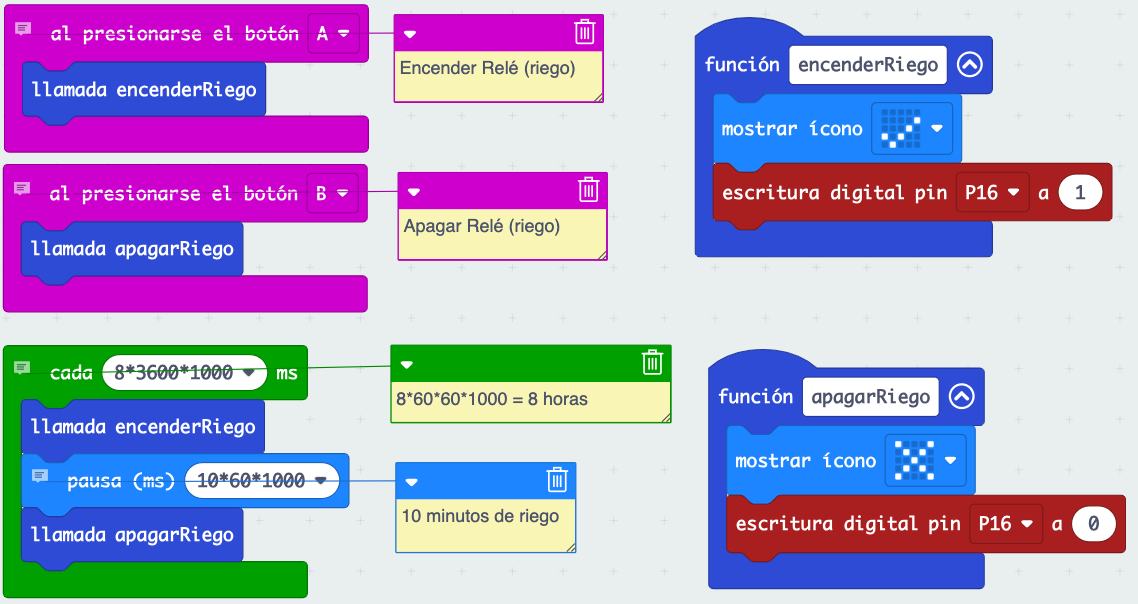 al presionarse el botón A
llamada encenderRiego
Encender Relé (riego)
al presionarse el botón B
llamada apagarRiego
Apagar Relé (riego)
cada 8*3600*1000 ms
llamada encenderRiego
pausa (ms) 10*60*1000
llamada apagarRiego
8*60*60*1000 = 8 horas
10 minutos de riego
función encenderRiego
mostrar ícono
escritura digital pin P16 a 1
función apagarRiego
mostrar ícono
escritura digital pin P16 a 0